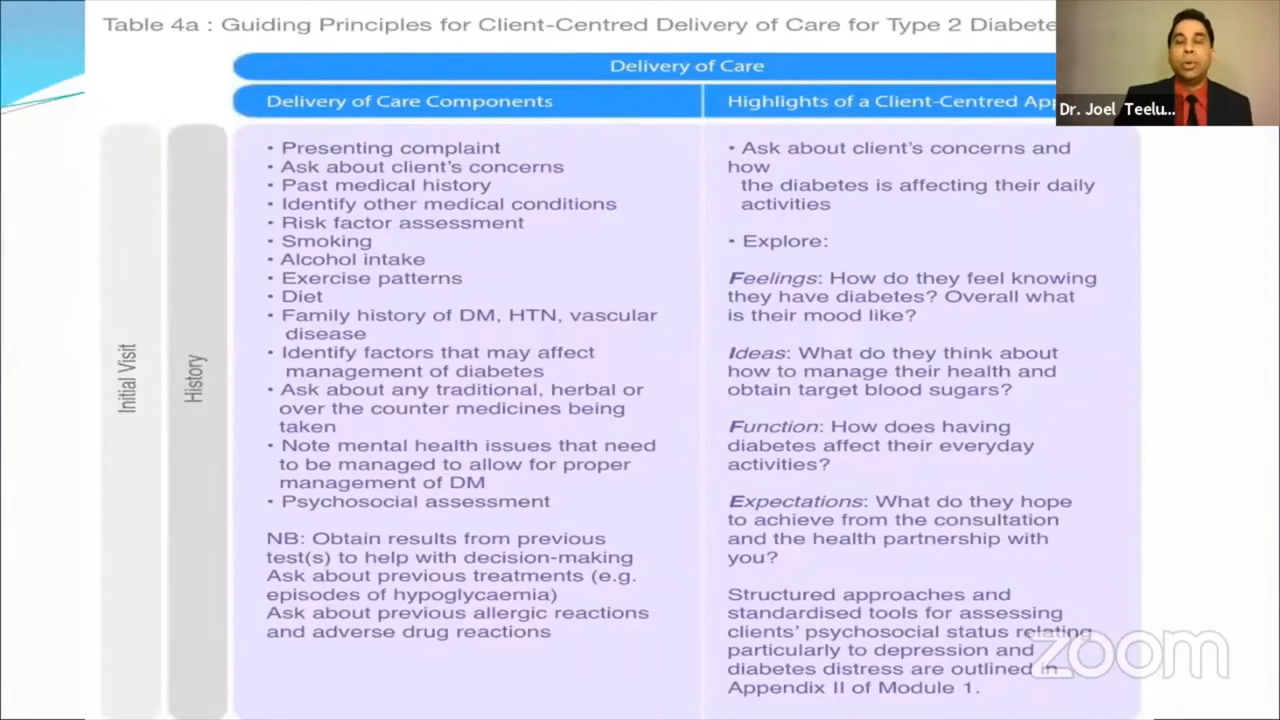 Table 4a : Guiding Principles for Client-Centred Delivery of Care for Type 2 Diabete
Dr. Joel Teelu...
Delivery of Care
Delivery of Care Components
Highlights of a Client-Centred Ap
Initial Visit
History
• Presenting complaint
• Ask about client's concerns
• Past medical history
• Identify other medical conditions
• Risk factor assessment
• Smoking
• Alcohol intake
• Exercise patterns
• Diet
• Family history of DM, HTN, vascular
disease
• Identify factors that may affect
management of diabetes
• Ask about any traditional, herbal or
over the counter medicines being
taken
• Note mental health issues that need
to be managed to allow for proper
management of DM
• Psychosocial assessment
NB: Obtain results from previous
test(s) to help with decision-making
Ask about previous treatments (e.g.
episodes of hypoglycaemia)
Ask about previous allergic reactions
and adverse drug reactions
• Ask about client's concerns and
how
the diabetes is affecting their daily
activities
• Explore:
Feelings: How do they feel knowing
they have diabetes? Overall what
is their mood like?
Ideas: What do they think about
how to manage their health and
obtain target blood sugars?
Function: How does having
diabetes affect their everyday
activities?
Expectations: What do they hope
to achieve from the consultation
and the health partnership with
you?
Structured approaches and
standardised tools for assessing
clients' psychosocial status relating
particularly to depression and
diabetes distress are outlined in
Appendix II of Module 1.
zoom